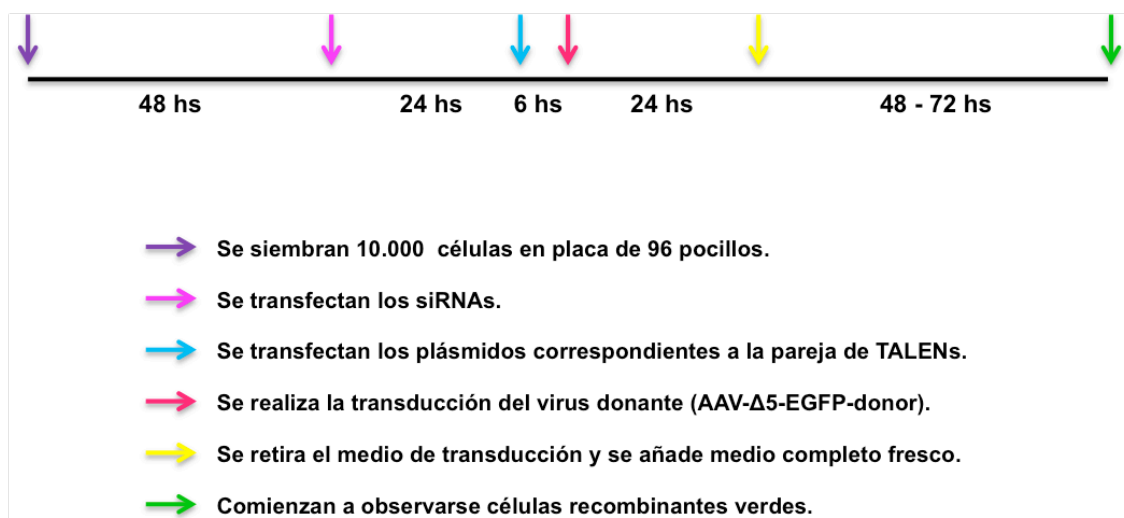 48 hs 24 hs 6 hs 24 hs 48 - 72 hs
Se siembran 10.000 células en placa de 96 pocillos.
Se transfectan los siRNAs.
Se transfectan los plásmidos correspondientes a la pareja de TALENs.
Se realiza la transducción del virus donante (AAV-Δ5-EGFP-donor).
Se retira el medio de transducción y se añade medio completo fresco.
Comienzan a observarse células recombinantes verdes.